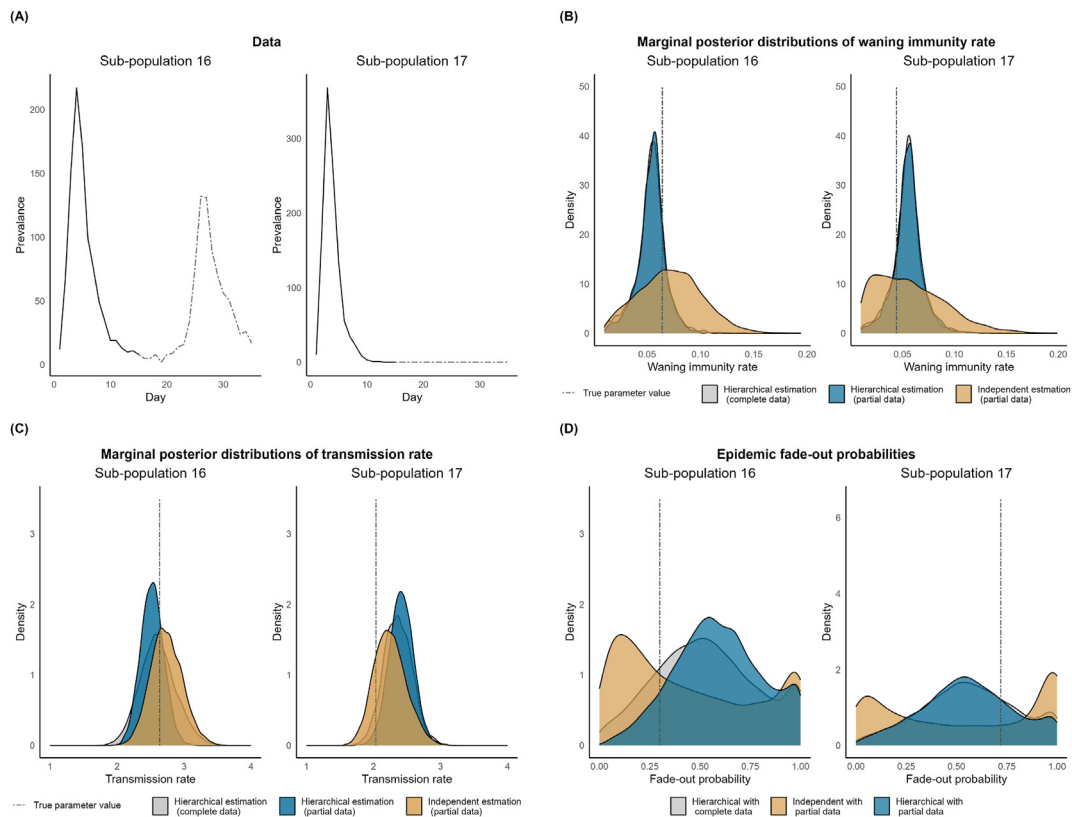 (A)
Data
Sub-population 16
Sub-population 17
Prevalance
200
150
100
50
0
0
10
20
30
Day
Prevalance
300
200
100
0
0
10
20
30
Day
(B)
Marginal posterior distributions of waning immunity rate
Sub-population 16
Sub-population 17
Density
50
40
30
20
10
0
0.05
0.10
0.15
0.20
Waning immunity rate
Density
50
40
30
20
10
0
0.05
0.10
0.15
0.20
Waning immunity rate
True parameter value
Hierarchical estimation
(complete data)
Hierarchical estimation
(partial data)
Independent estmation
(partial data)
(C)
Marginal posterior distributions of transmission rate
Sub-population 16
Sub-population 17
Density
3
2
1
0
1
2
3
4
Transmission rate
Density
3
2
1
0
1
2
3
4
Transmission rate
True parameter value
Hierarchical estimation
(complete data)
Hierarchical estimation
(partial data)
Independent estmation
(partial data)
(D)
Epidemic fade-out probabilities
Sub-population 16
Sub-population 17
Density
3
2
1
0
0.00
0.25
0.50
0.75
1.00
Fade-out probability
Density
6
4
2
0
0.00
0.25
0.50
0.75
1.00
Fade-out probability
Hierarchical with
complete data
Independent with
partial data
Hierarchical with
partial data